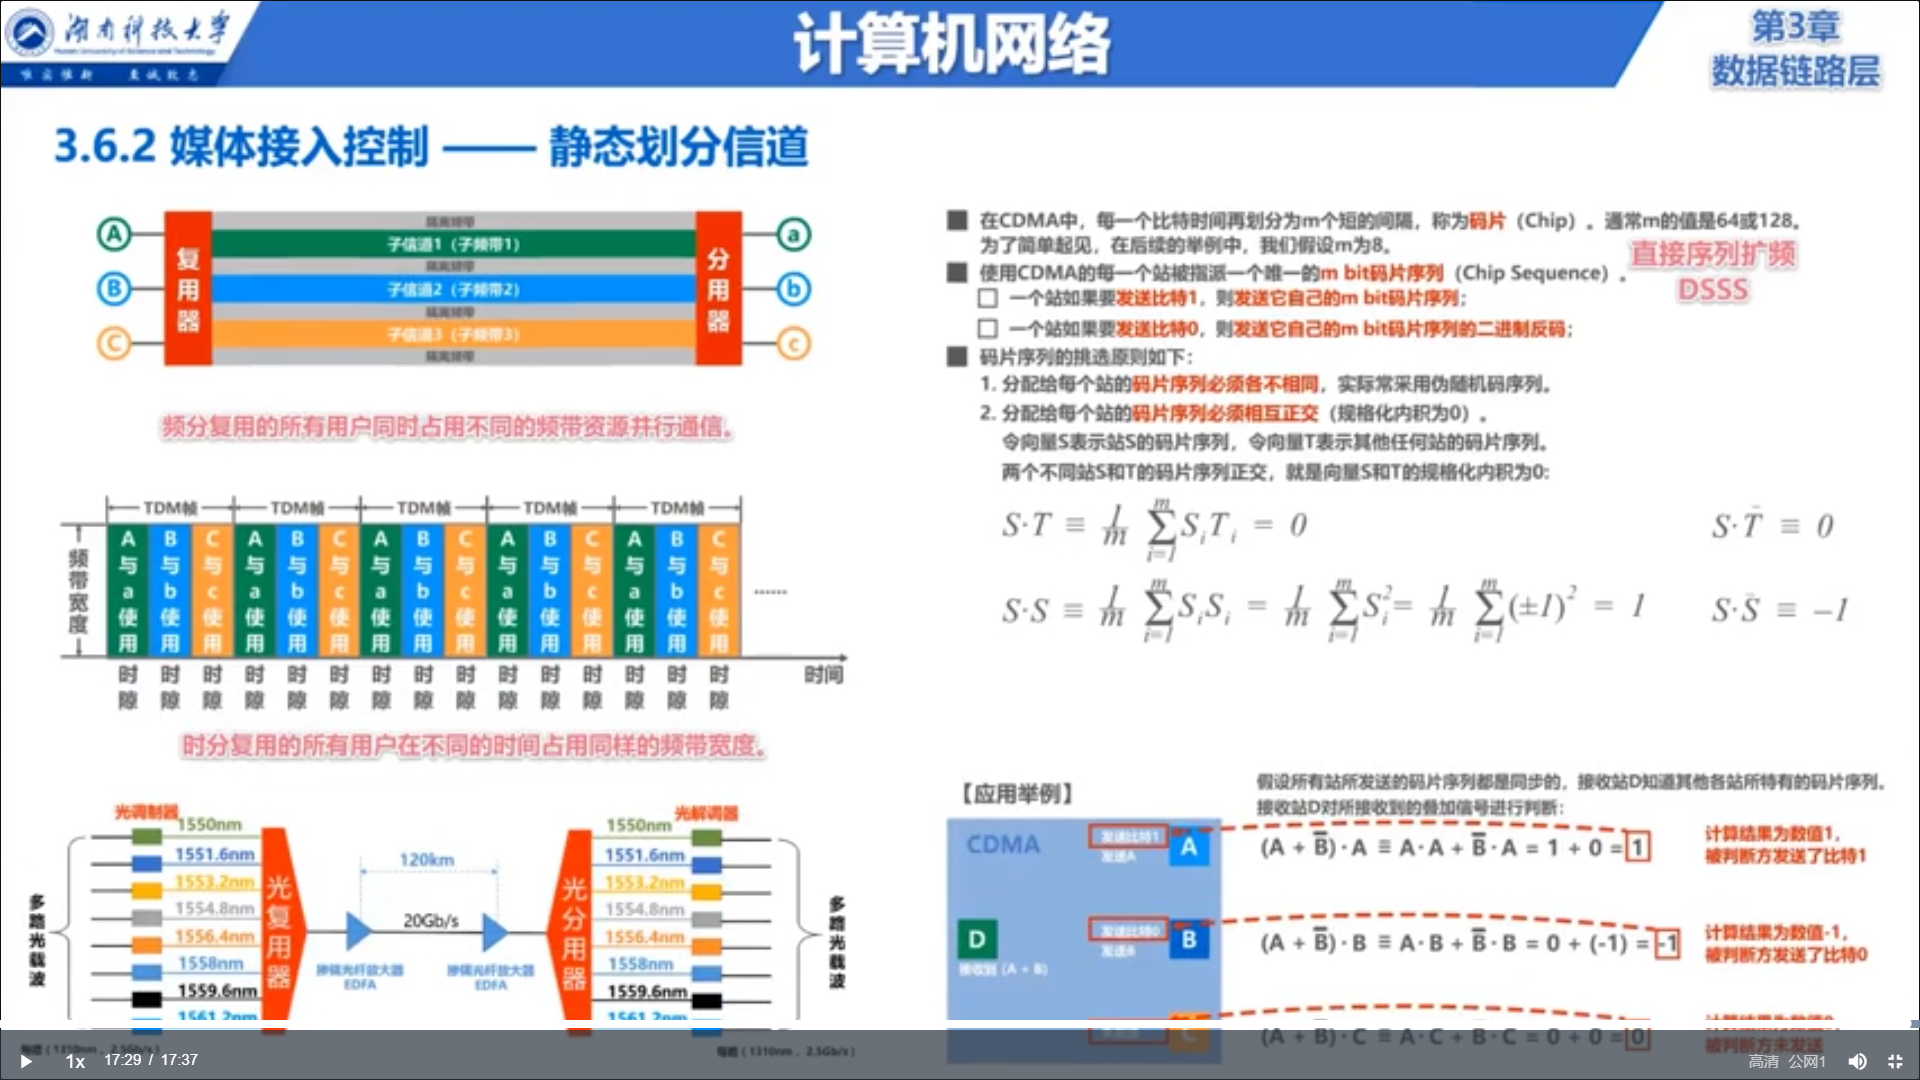 湖南科技大学
Hunan University of Science and Technology
唯实惟新 至诚致志
计算机网络
第3章
数据链路层
3.6.2 媒体接入控制 —— 静态划分信道
A
B
C
复用器
隔离频带
子信道1（子频带1）
隔离频带
子信道2（子频带2）
隔离频带
子信道3（子频带3）
隔离频带
分用器
a
b
c
频分复用的所有用户同时占用不同的频带资源并行通信。
TDM帧 TDM帧 TDM帧 TDM帧 TDM帧
频带宽度
A与a使用 B与b使用 C与c使用 A与a使用 B与b使用 C与c使用 A与a使用 B与b使用 C与c使用 A与a使用 B与b使用 C与c使用 A与a使用 B与b使用 C与c使用 ......
时隙 时隙 时隙 时隙 时隙 时隙 时隙 时隙 时隙 时隙 时隙 时隙 时隙 时隙 时隙 时间
时分复用的所有用户在不同的时间占用同样的频带宽度。
光调制器 光解调器
多路光载波
1550nm
1551.6nm
1553.2nm
1554.8nm
1556.4nm
1558nm
1559.6nm
1561.2nm
光复用器
120km
20Gb/s
掺铒光纤放大器
EDFA
掺铒光纤放大器
EDFA
光分用器
1550nm
1551.6nm
1553.2nm
1554.8nm
1556.4nm
1558nm
1559.6nm
1561.2nm
多路光载波
每路（1310nm，2.5Gb/s）
每路（1310nm，2.5Gb/s）
在CDMA中，每一个比特时间再划分为m个短的间隔，称为码片（Chip）。通常m的值是64或128。
为了简单起见，在后续的举例中，我们假设m为8。
使用CDMA的每一个站被指派一个唯一的m bit码片序列（Chip Sequence）。
直接序列扩频
DSSS
一个站如果要发送比特1，则发送它自己的m bit码片序列；
一个站如果要发送比特0，则发送它自己的m bit码片序列的二进制反码；
码片序列的挑选原则如下：
1. 分配给每个站的码片序列必须各不相同，实际常采用伪随机码序列。
2. 分配给每个站的码片序列必须相互正交（规格化内积为0）。
令向量S表示站S的码片序列，令向量T表示其他任何站的码片序列。
两个不同站S和T的码片序列正交，就是向量S和T的规格化内积为0:
S·T ≡ 1/m ∑_{i=1}^{m} S_i T_i = 0 S·T̄ ≡ 0
S·S ≡ 1/m ∑_{i=1}^{m} S_i S_i = 1/m ∑_{i=1}^{m} S_i² = 1/m ∑_{i=1}^{m} (±1)² = 1 S·S̄ ≡ −1
【应用举例】
假设所有站所发送的码片序列都是同步的，接收站D知道其他各站所特有的码片序列。
接收站D对所接收到的叠加信号进行判断：
CDMA
发送比特1
发送A
A
(A + B̄)·A ≡ A·A + B̄·A = 1 + 0 = 1
计算结果为数值1，
被判断方发送了比特1
D
接收到 (A + B̄)
发送比特0
发送B̄
B
(A + B̄)·B ≡ A·B + B̄·B = 0 + (-1) = -1
计算结果为数值-1，
被判断方发送了比特0
C
(A + B̄)·C ≡ A·C + B̄·C = 0 + 0 = 0
计算结果为数值0，
被判断方未发送
1x 17:29 / 17:37
高清 公网1